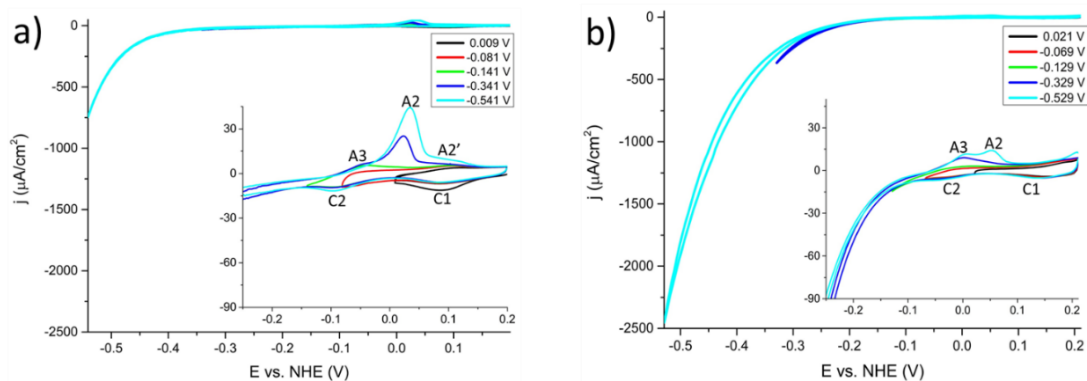 a)
j (μA/cm²)
0
-500
-1000
-1500
-2000
-2500
-0.5 -0.4 -0.3 -0.2 -0.1 0.0 0.1 0.2
E vs. NHE (V)
0.009 V
-0.081 V
-0.141 V
-0.341 V
-0.541 V
30
0
-30
-60
-90
-0.2 -0.1 0.0 0.1 0.2
A2
A3
A2’
C2
C1
b)
j (μA/cm²)
0
-500
-1000
-1500
-2000
-2500
-0.5 -0.4 -0.3 -0.2 -0.1 0.0 0.1 0.2
E vs. NHE (V)
0.021 V
-0.069 V
-0.129 V
-0.329 V
-0.529 V
30
0
-30
-60
-90
-0.2 -0.1 0.0 0.1 0.2
A3 A2
C2 C1